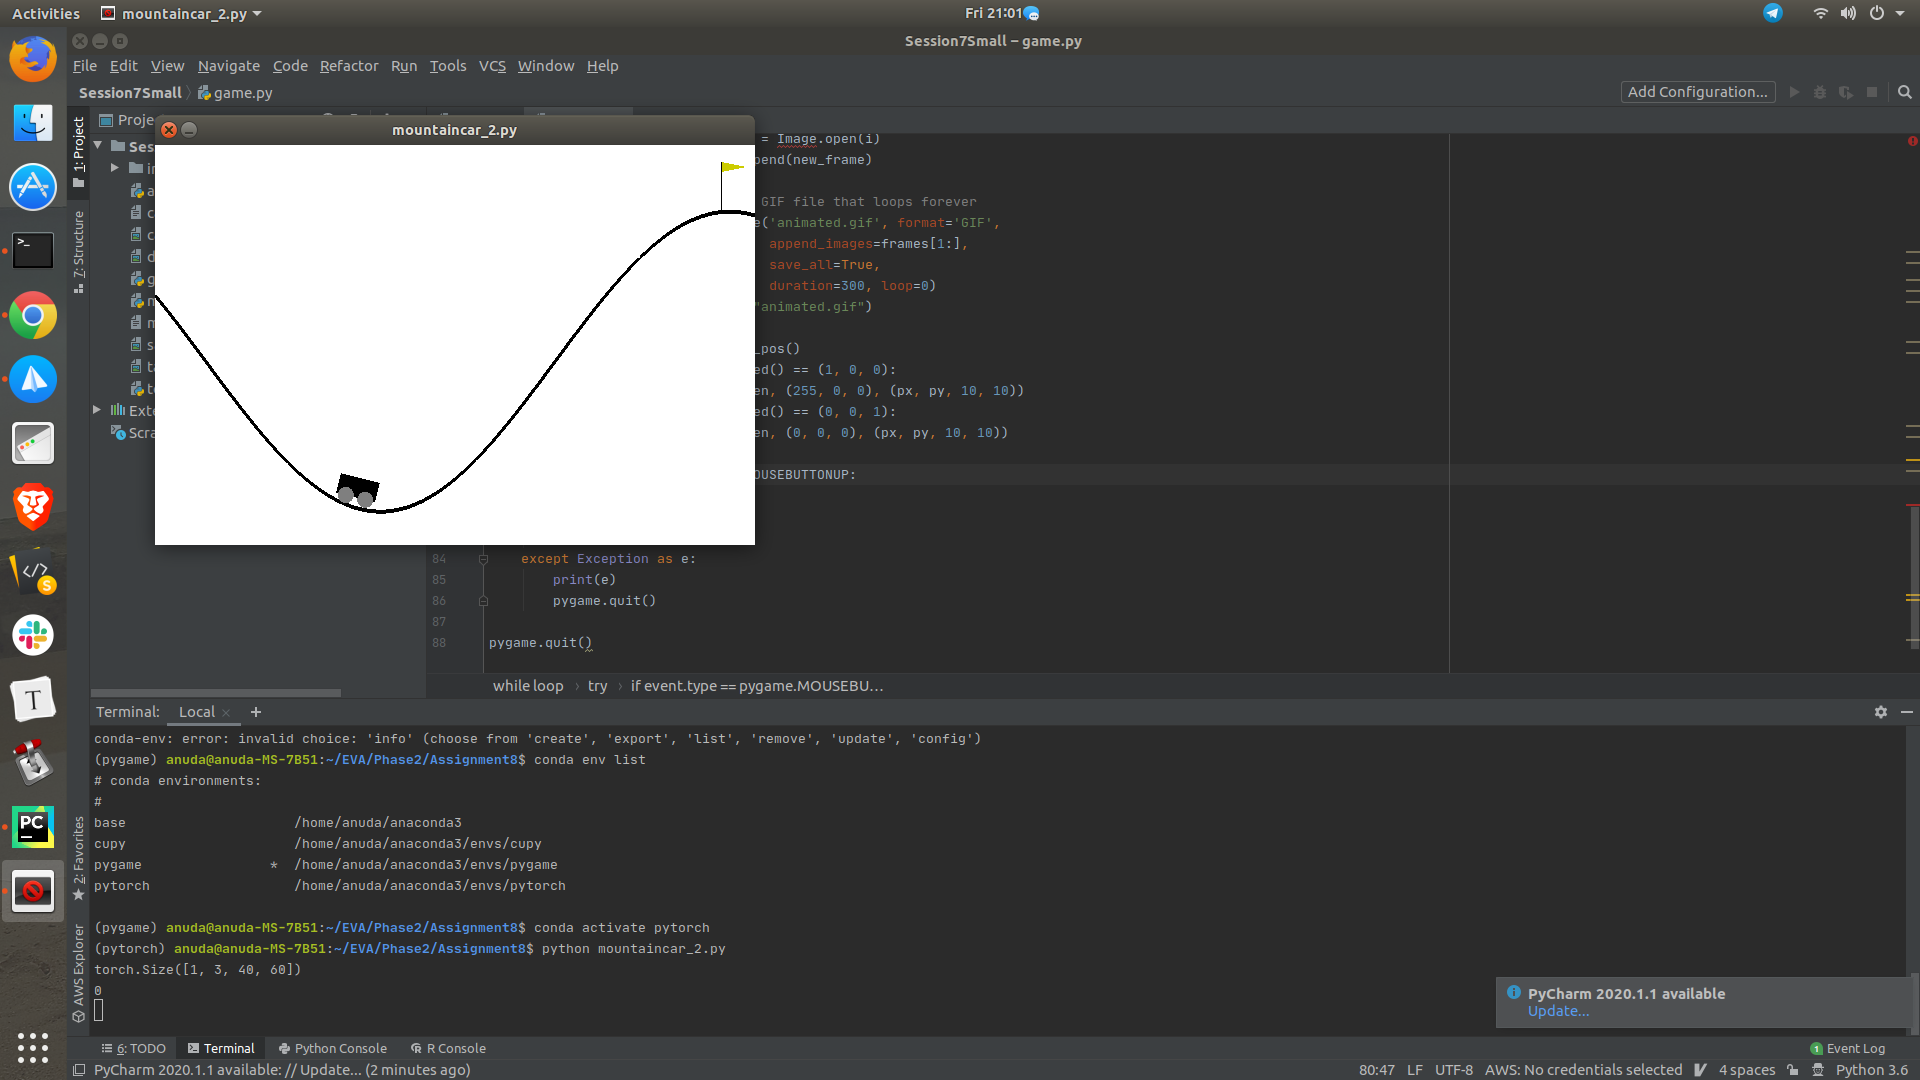 Activities
mountaincar_2.py
Fri 21:01
Session7Small – game.py
File Edit View Navigate Code Refactor Run Tools VCS Window Help
Session7Small
game.py
Add Configuration...
1: Project
7: Structure
2: Favorites
AWS Explorer
mountaincar_2.py
= Image.open(i)
pend(new_frame)
GIF file that loops forever
e('animated.gif', format='GIF',
append_images=frames[1:],
save_all=True,
duration=300, loop=0)
"animated.gif")
_pos()
ed() == (1, 0, 0):
en, (255, 0, 0), (px, py, 10, 10))
ed() == (0, 0, 1):
en, (0, 0, 0), (px, py, 10, 10))
OUSEBUTTONUP:
84 except Exception as e:
85 print(e)
86 pygame.quit()
87
88 pygame.quit()
while loop › try › if event.type == pygame.MOUSEBU...
Terminal: Local × +
conda-env: error: invalid choice: 'info' (choose from 'create', 'export', 'list', 'remove', 'update', 'config')
(pygame) anuda@anuda-MS-7B51:~/EVA/Phase2/Assignment8$ conda env list
# conda environments:
#
base /home/anuda/anaconda3
cupy /home/anuda/anaconda3/envs/cupy
pygame * /home/anuda/anaconda3/envs/pygame
pytorch /home/anuda/anaconda3/envs/pytorch
(pygame) anuda@anuda-MS-7B51:~/EVA/Phase2/Assignment8$ conda activate pytorch
(pytorch) anuda@anuda-MS-7B51:~/EVA/Phase2/Assignment8$ python mountaincar_2.py
torch.Size([1, 3, 40, 60])
0
PyCharm 2020.1.1 available
Update...
6: TODO Terminal Python Console R Console
1 Event Log
PyCharm 2020.1.1 available: // Update... (2 minutes ago)
80:47 LF UTF-8 AWS: No credentials selected 4 spaces Python 3.6